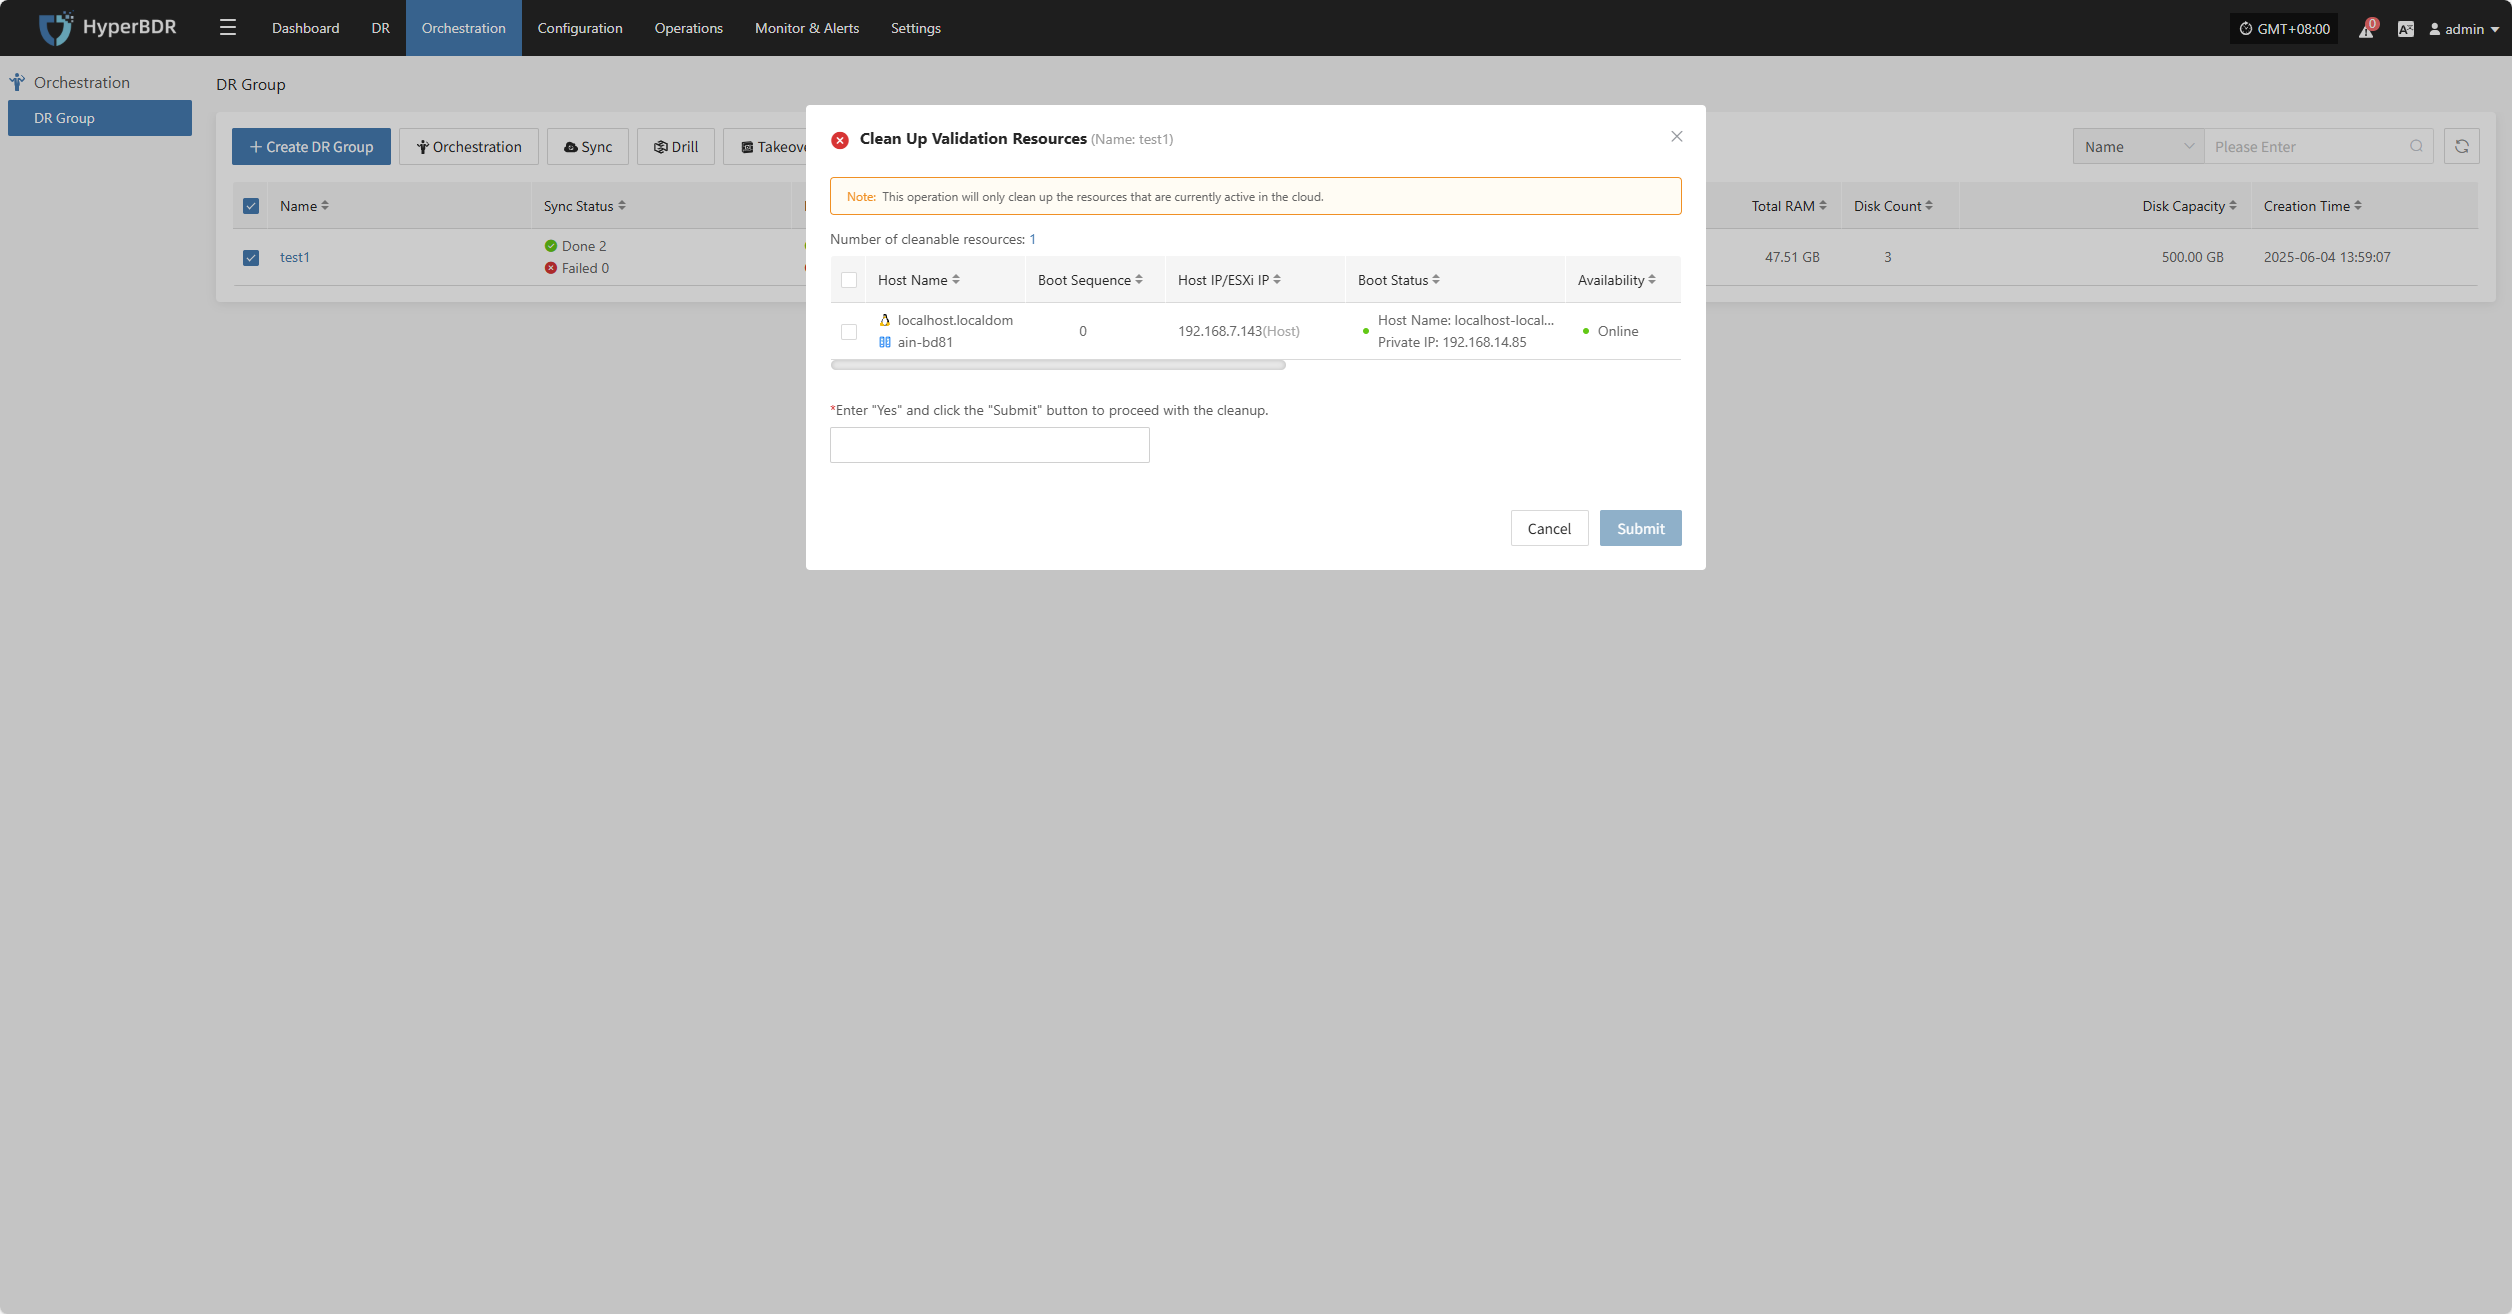 HyperBDR
Dashboard
DR
Orchestration
Configuration
Operations
Monitor & Alerts
Settings
GMT+08:00
0
admin
Orchestration
DR Group
DR Group
Create DR Group
Orchestration
Sync
Drill
Name
Please Enter
Name
Sync Status
Total RAM
Disk Count
Disk Capacity
Creation Time
test1
Done 2
Failed 0
47.51 GB
3
500.00 GB
2025-06-04 13:59:07
Clean Up Validation Resources (Name: test1)
Note: This operation will only clean up the resources that are currently active in the cloud.
Number of cleanable resources: 1
Host Name
Boot Sequence
Host IP/ESXi IP
Boot Status
Availability
localhost.localdom
ain-bd81
0
192.168.7.143(Host)
Host Name: localhost-local...
Private IP: 192.168.14.85
Online
*Enter "Yes" and click the "Submit" button to proceed with the cleanup.
Cancel
Submit